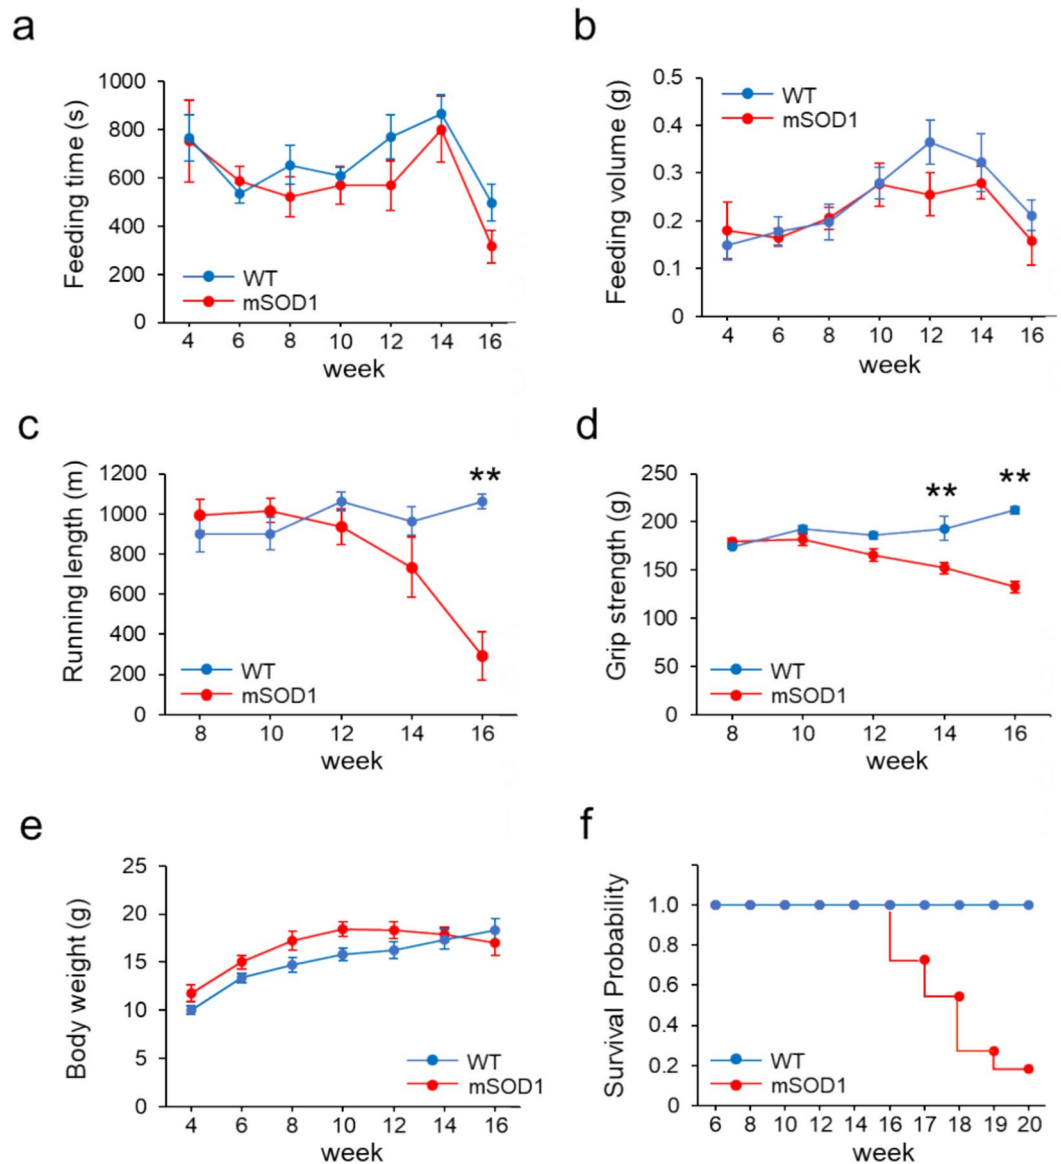 a
Feeding time (s)
1000
800
600
400
200
0
WT
mSOD1
4 6 8 10 12 14 16
week
b
Feeding volume (g)
0.5
0.4
0.3
0.2
0.1
0
WT
mSOD1
4 6 8 10 12 14 16
week
c
Running length (m)
1200
1000
800
600
400
200
0
**
WT
mSOD1
8 10 12 14 16
week
d
Grip strength (g)
250
200
150
100
50
0
** **
WT
mSOD1
8 10 12 14 16
week
e
Body weight (g)
25
20
15
10
5
0
WT
mSOD1
4 6 8 10 12 14 16
week
f
Survival Probability
1.0
0.8
0.6
0.4
0.2
0
WT
mSOD1
6 8 10 12 14 16 17 18 19 20
week